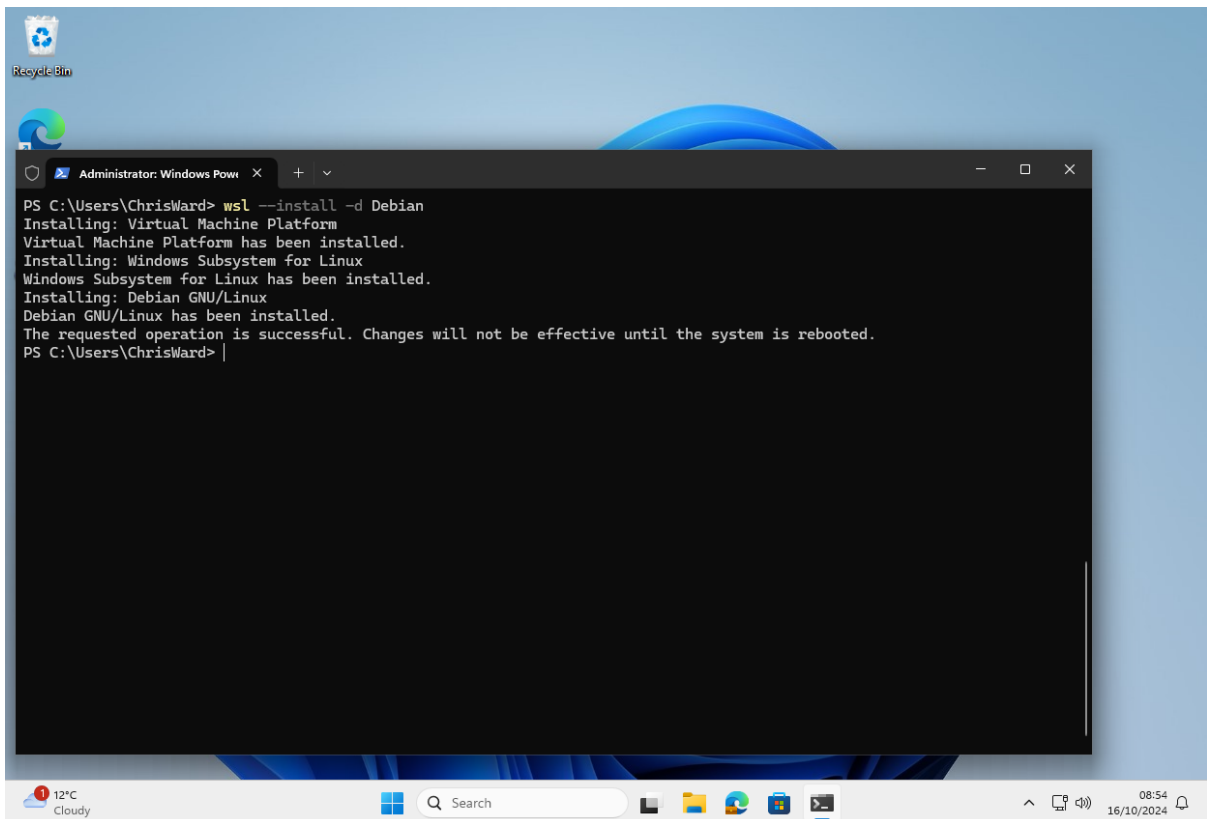 Recycle Bin
Administrator: Windows Powe
PS C:\Users\ChrisWard> wsl --install -d Debian
Installing: Virtual Machine Platform
Virtual Machine Platform has been installed.
Installing: Windows Subsystem for Linux
Windows Subsystem for Linux has been installed.
Installing: Debian GNU/Linux
Debian GNU/Linux has been installed.
The requested operation is successful. Changes will not be effective until the system is rebooted.
PS C:\Users\ChrisWard>
1
12°C
Cloudy
Search
08:54
16/10/2024